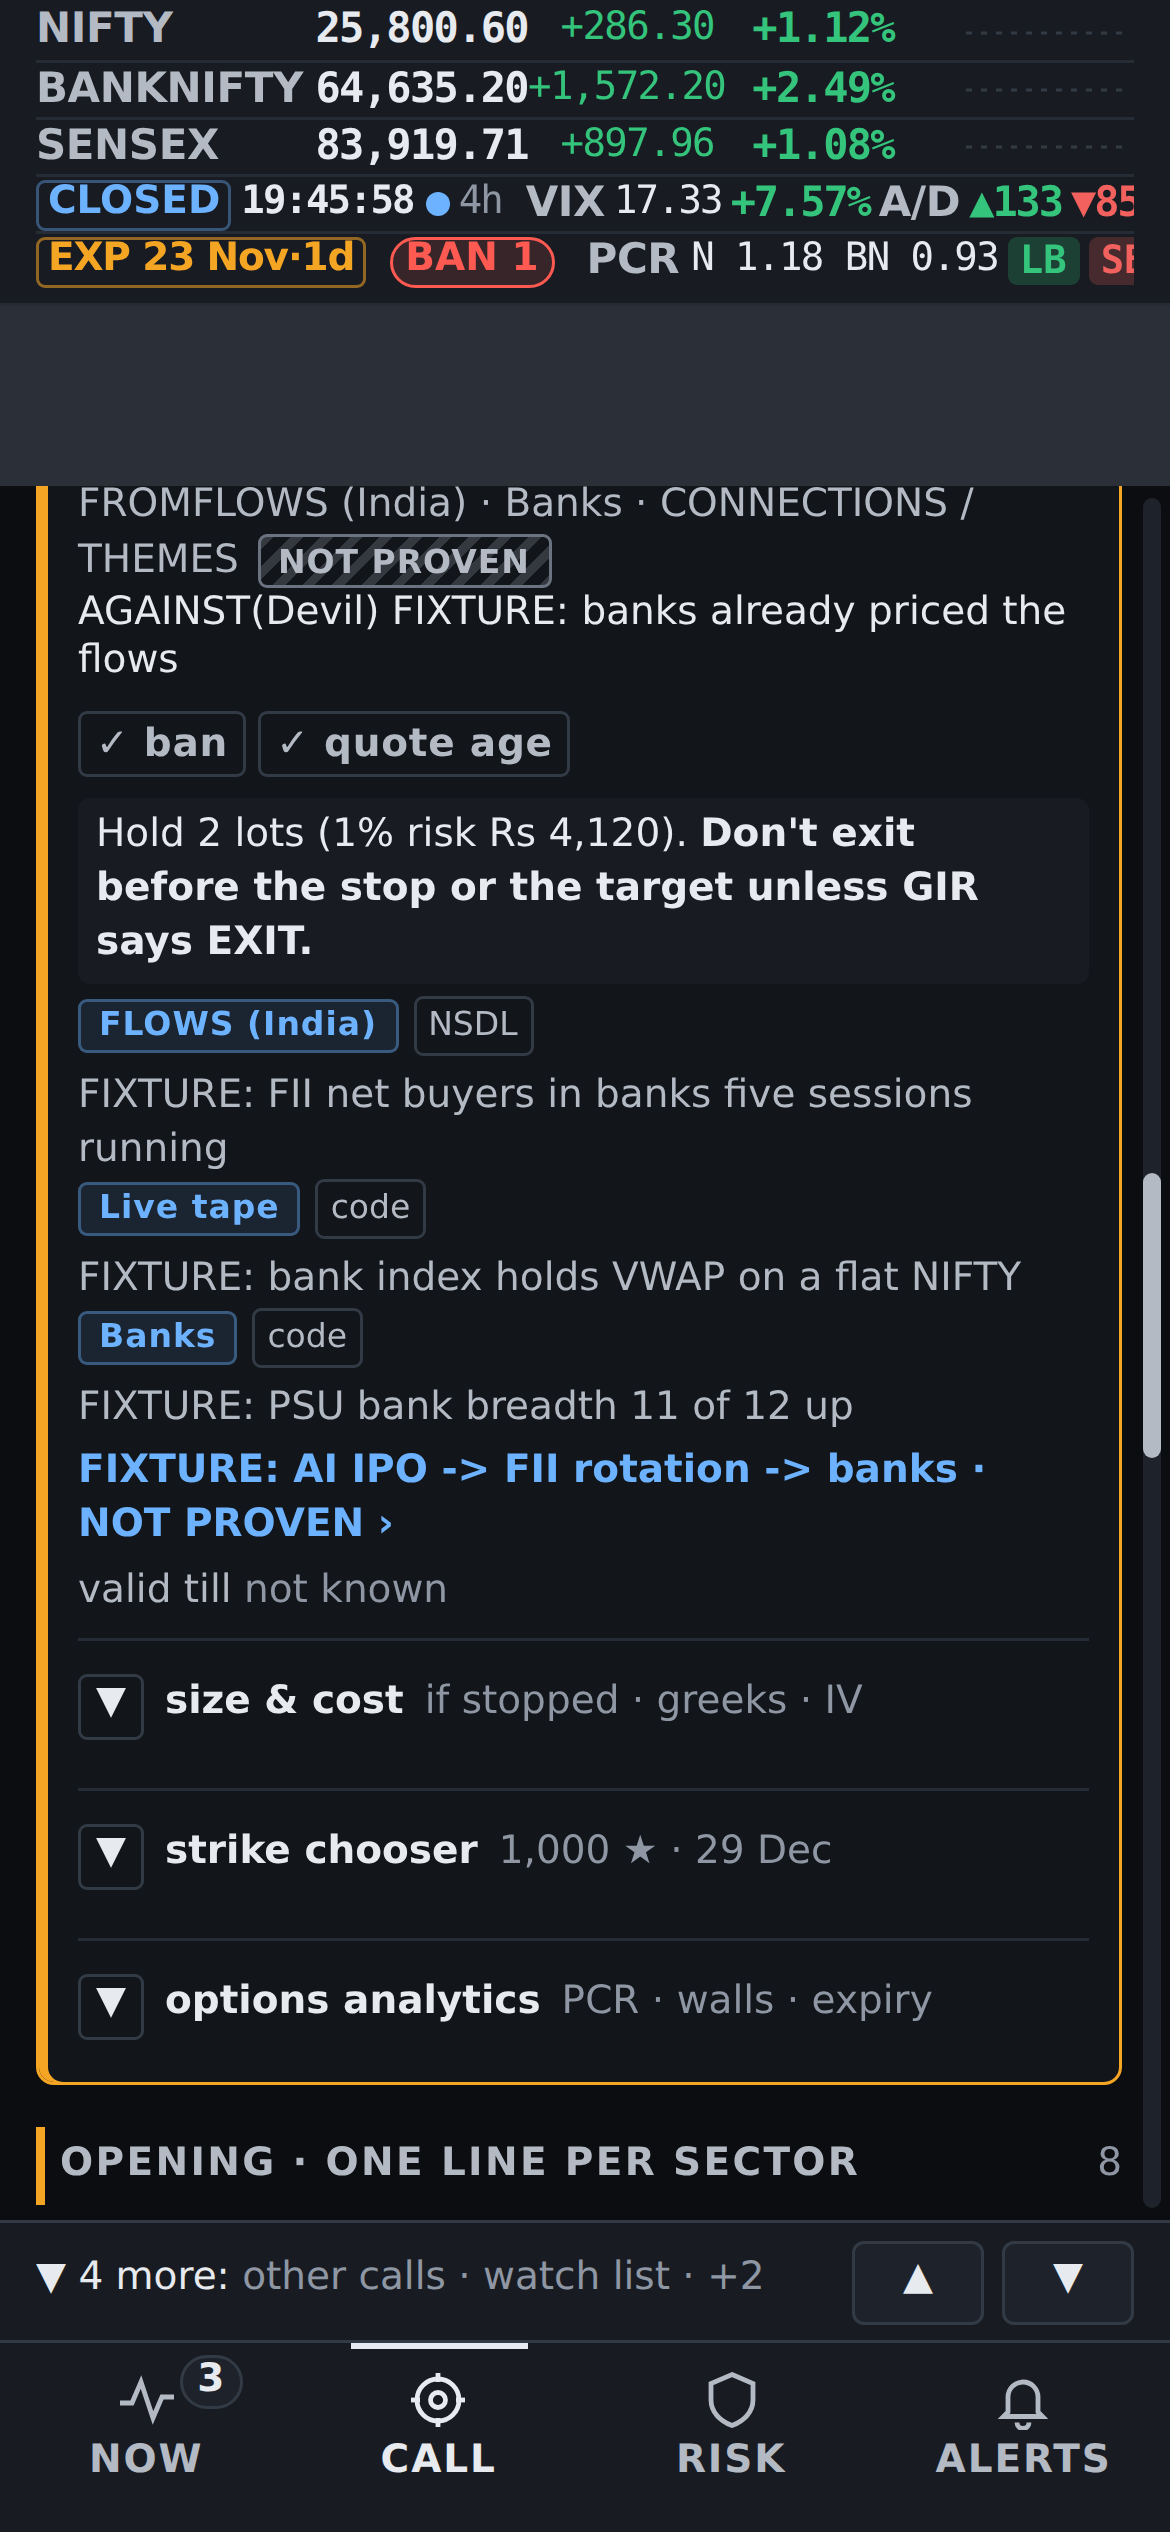 NIFTY 25,800.60 +286.30 +1.12%
BANKNIFTY 64,635.20 +1,572.20 +2.49%
SENSEX 83,919.71 +897.96 +1.08%
CLOSED 19:45:58 ● 4h VIX 17.33 +7.57% A/D ▲133 ▼85
EXP 23 Nov·1d BAN 1 PCR N 1.18 BN 0.93 LB
FROMFLOWS (India) · Banks · CONNECTIONS /
THEMES NOT PROVEN
AGAINST(Devil) FIXTURE: banks already priced the
flows
✓ ban ✓ quote age
Hold 2 lots (1% risk Rs 4,120). Don't exit
before the stop or the target unless GIR
says EXIT.
FLOWS (India) NSDL
FIXTURE: FII net buyers in banks five sessions
running
Live tape code
FIXTURE: bank index holds VWAP on a flat NIFTY
Banks code
FIXTURE: PSU bank breadth 11 of 12 up
FIXTURE: AI IPO -> FII rotation -> banks ·
NOT PROVEN ›
valid till not known
▼ size & cost if stopped · greeks · IV
▼ strike chooser 1,000 ★ · 29 Dec
▼ options analytics PCR · walls · expiry
OPENING · ONE LINE PER SECTOR 8
▼ 4 more: other calls · watch list · +2 ▲ ▼
3
NOW CALL RISK ALERTS